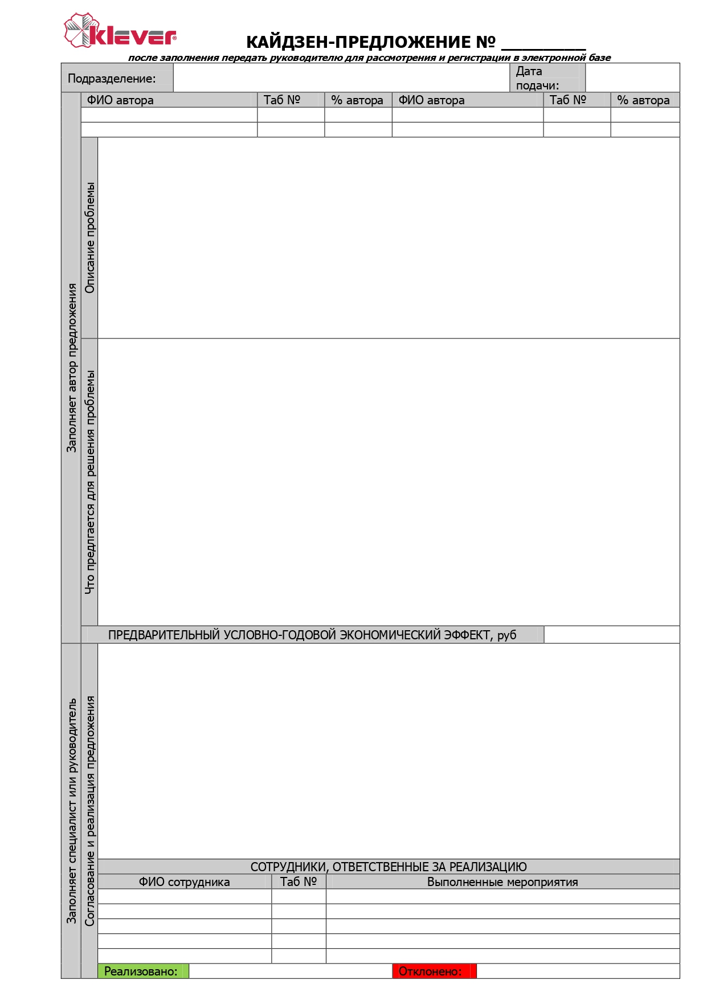 klever®
КАЙДЗЕН-ПРЕДЛОЖЕНИЕ № __________
после заполнения передать руководителю для рассмотрения и регистрации в электронной базе
Подразделение:
Дата
подачи:
ФИО автора Таб № % автора ФИО автора Таб № % автора
Заполняет автор предложения
Описание проблемы
Что предлгается для решения проблемы
ПРЕДВАРИТЕЛЬНЫЙ УСЛОВНО-ГОДОВОЙ ЭКОНОМИЧЕСКИЙ ЭФФЕКТ, руб
Заполняет специалист или руководитель
Согласование и реализация предложения
СОТРУДНИКИ, ОТВЕТСТВЕННЫЕ ЗА РЕАЛИЗАЦИЮ
ФИО сотрудника Таб № Выполненные мероприятия
Реализовано: Отклонено: